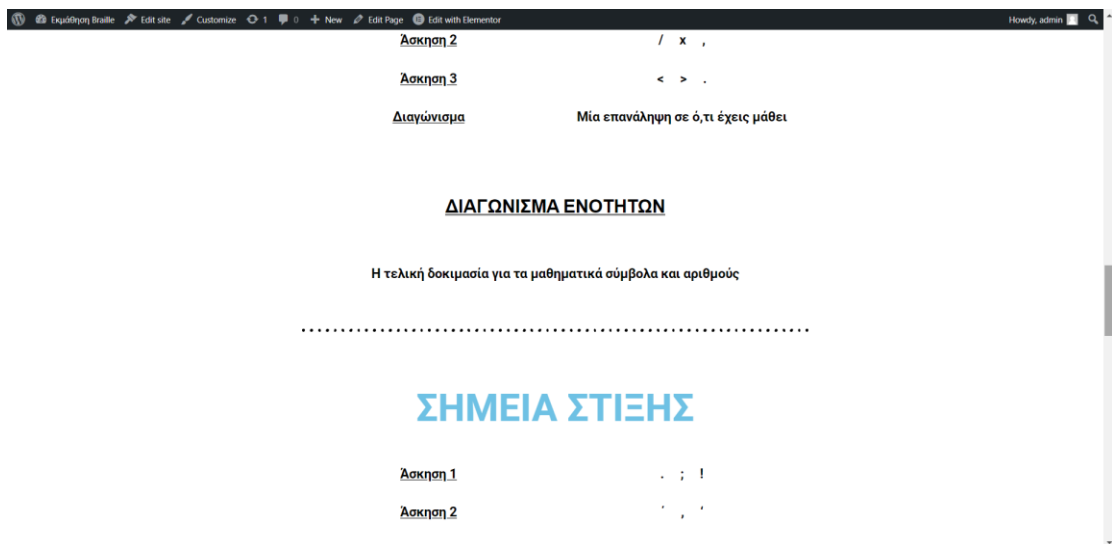 Εκμάθηση Braille Edit site Customize 1 0 New Edit Page Edit with Elementor Howdy, admin
Άσκηση 2 / x ,
Άσκηση 3 < > .
Διαγώνισμα Μία επανάληψη σε ό,τι έχεις μάθει
ΔΙΑΓΩΝΙΣΜΑ ΕΝΟΤΗΤΩΝ
Η τελική δοκιμασία για τα μαθηματικά σύμβολα και αριθμούς
ΣΗΜΕΙΑ ΣΤΙΞΗΣ
Άσκηση 1 . ; !
Άσκηση 2 ΄ , ‘